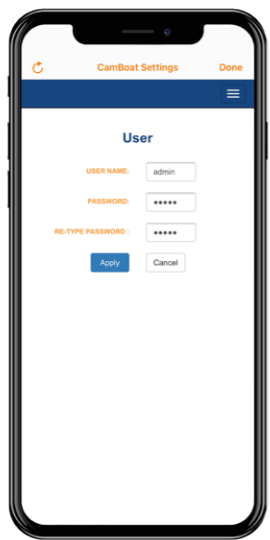 CamBoat Settings Done
User
USER NAME: admin
PASSWORD: •••••
RE-TYPE PASSWORD : •••••
Apply Cancel